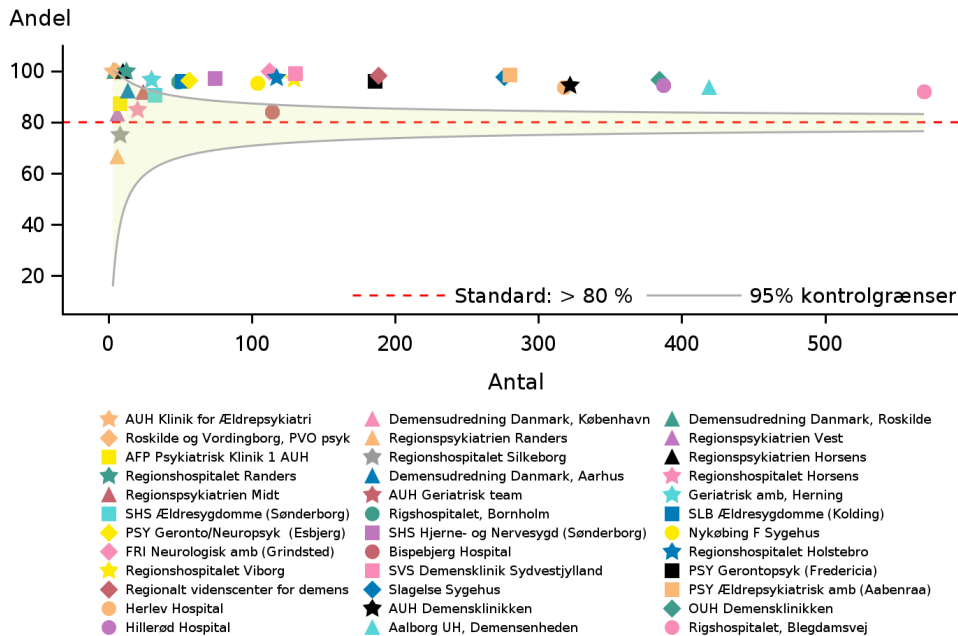 Andel
100
80
60
40
20
Standard: > 80 % 95% kontrolgrænser
0 100 200 300 400 500
Antal
AUH Klinik for Ældrepsykiatri Demensudredning Danmark, København Demensudredning Danmark, Roskilde
Roskilde og Vordingborg, PVO psyk Regionspsykiatrien Randers Regionspsykiatrien Vest
AFP Psykiatrisk Klinik 1 AUH Regionshospitalet Silkeborg Regionspsykiatrien Horsens
Regionshospitalet Randers Demensudredning Danmark, Aarhus Regionshospitalet Horsens
Regionspsykiatrien Midt AUH Geriatrisk team Geriatrisk amb, Herning
SHS Ældresygdomme (Sønderborg) Rigshospitalet, Bornholm SLB Ældresygdomme (Kolding)
PSY Geronto/Neuropsyk (Esbjerg) SHS Hjerne- og Nervesygd (Sønderborg) Nykøbing F Sygehus
FRI Neurologisk amb (Grindsted) Bispebjerg Hospital Regionshospitalet Holstebro
Regionshospitalet Viborg SVS Demensklinik Sydvestjylland PSY Gerontopsyk (Fredericia)
Regionalt videnscenter for demens Slagelse Sygehus PSY Ældrepsykiatrisk amb (Aabenraa)
Herlev Hospital AUH Demensklinikken OUH Demensklinikken
Hillerød Hospital Aalborg UH, Demensenheden Rigshospitalet, Blegdamsvej